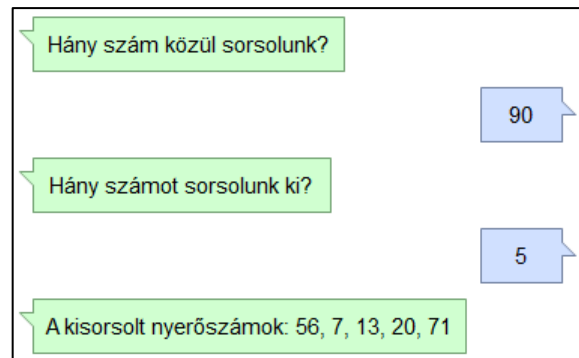 Hány szám közül sorsolunk?
90
Hány számot sorsolunk ki?
5
A kisorsolt nyerőszámok: 56, 7, 13, 20, 71